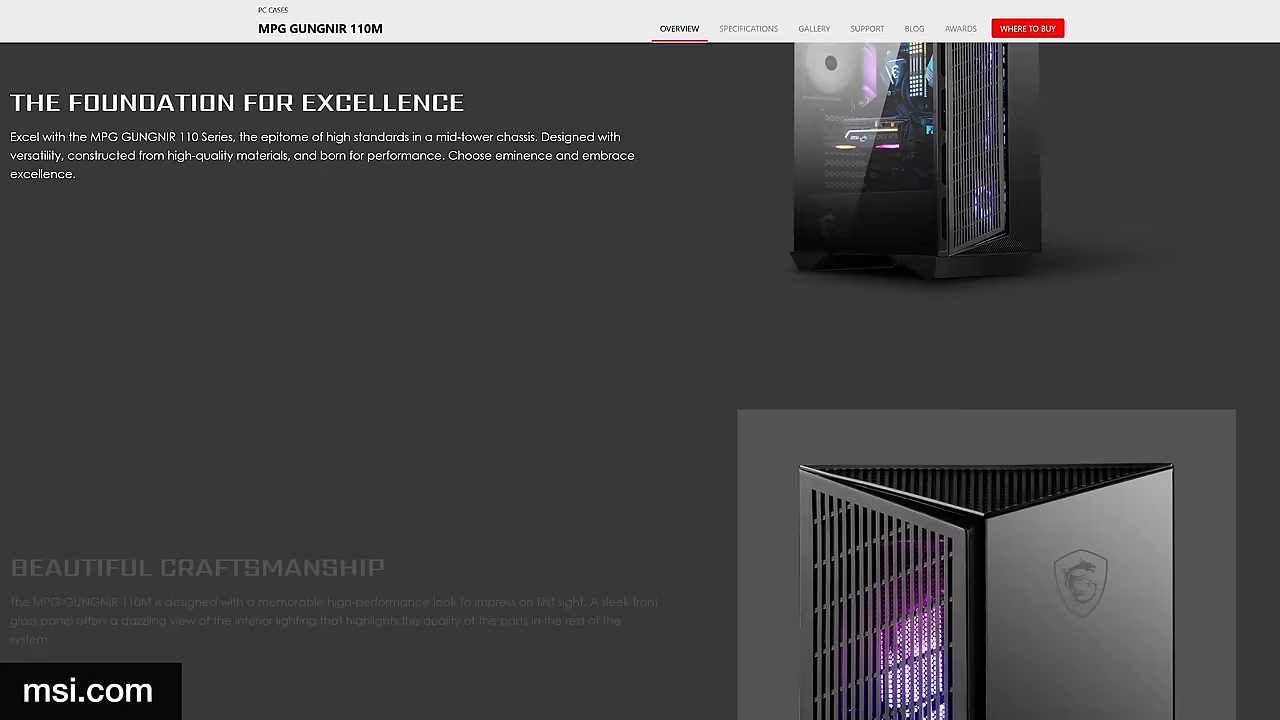 PC CASES
MPG GUNGNIR 110M
OVERVIEW SPECIFICATIONS GALLERY SUPPORT BLOG AWARDS WHERE TO BUY
THE FOUNDATION FOR EXCELLENCE
Excel with the MPG GUNGNIR 110 Series, the epitome of high standards in a mid-tower chassis. Designed with
versatility, constructed from high-quality materials, and born for performance. Choose eminence and embrace
excellence.
BEAUTIFUL CRAFTSMANSHIP
The MPG GUNGNIR 110M is designed with a memorable high-performance look to impress on first sight. A sleek front
glass panel offers a dazzling view of the interior lighting that highlights the quality of the parts in the rest of the
system
msi.com